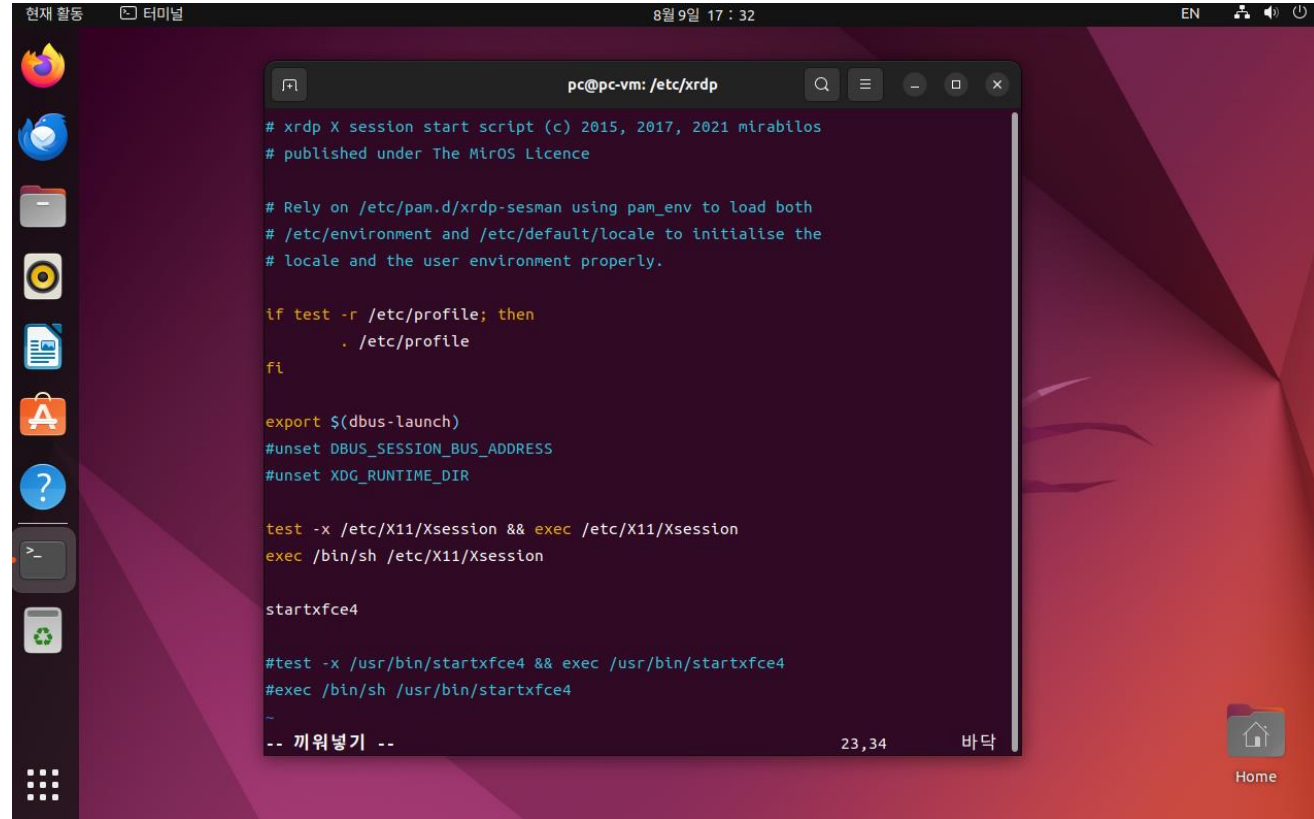 현재 활동
터미널
8월 9일 17 : 32
EN
pc@pc-vm: /etc/xrdp
# xrdp X session start script (c) 2015, 2017, 2021 mirabilos
# published under The MirOS Licence
# Rely on /etc/pam.d/xrdp-sesman using pam_env to load both
# /etc/environment and /etc/default/locale to initialise the
# locale and the user environment properly.
if test -r /etc/profile; then
        . /etc/profile
fi
export $(dbus-launch)
#unset DBUS_SESSION_BUS_ADDRESS
#unset XDG_RUNTIME_DIR
test -x /etc/X11/Xsession && exec /etc/X11/Xsession
exec /bin/sh /etc/X11/Xsession
startxfce4
#test -x /usr/bin/startxfce4 && exec /usr/bin/startxfce4
#exec /bin/sh /usr/bin/startxfce4
~
-- 끼워넣기 -- 23,34 바닥
Home